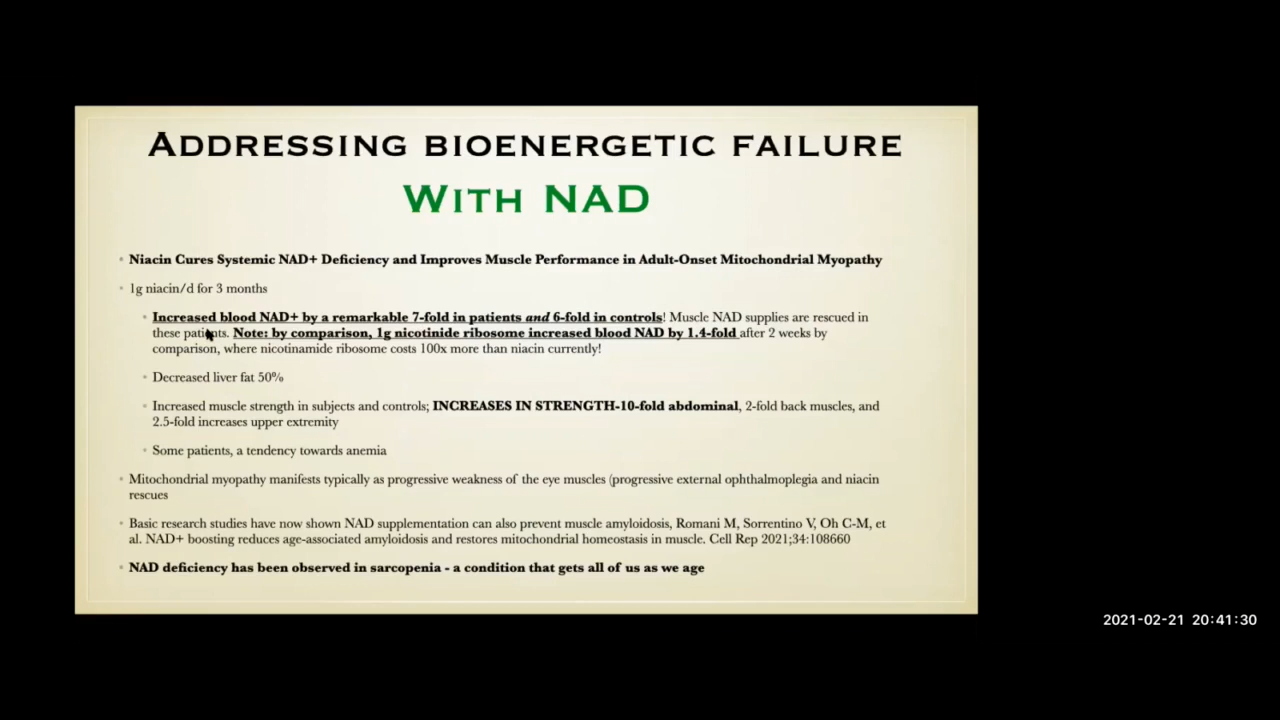 ADDRESSING BIOENERGETIC FAILURE
WITH NAD
• Niacin Cures Systemic NAD+ Deficiency and Improves Muscle Performance in Adult-Onset Mitochondrial Myopathy
• 1g niacin/d for 3 months
• Increased blood NAD+ by a remarkable 7-fold in patients and 6-fold in controls! Muscle NAD supplies are rescued in
these patients. Note: by comparison, 1g nicotinide ribosome increased blood NAD by 1.4-fold after 2 weeks by
comparison, where nicotinamide ribosome costs 100x more than niacin currently!
• Decreased liver fat 50%
• Increased muscle strength in subjects and controls; INCREASES IN STRENGTH-10-fold abdominal, 2-fold back muscles, and
2.5-fold increases upper extremity
• Some patients, a tendency towards anemia
• Mitochondrial myopathy manifests typically as progressive weakness of the eye muscles (progressive external ophthalmoplegia and niacin
rescues
• Basic research studies have now shown NAD supplementation can also prevent muscle amyloidosis, Romani M, Sorrentino V, Oh C-M, et
al. NAD+ boosting reduces age-associated amyloidosis and restores mitochondrial homeostasis in muscle. Cell Rep 2021;34:108660
• NAD deficiency has been observed in sarcopenia - a condition that gets all of us as we age
2021-02-21 20:41:30